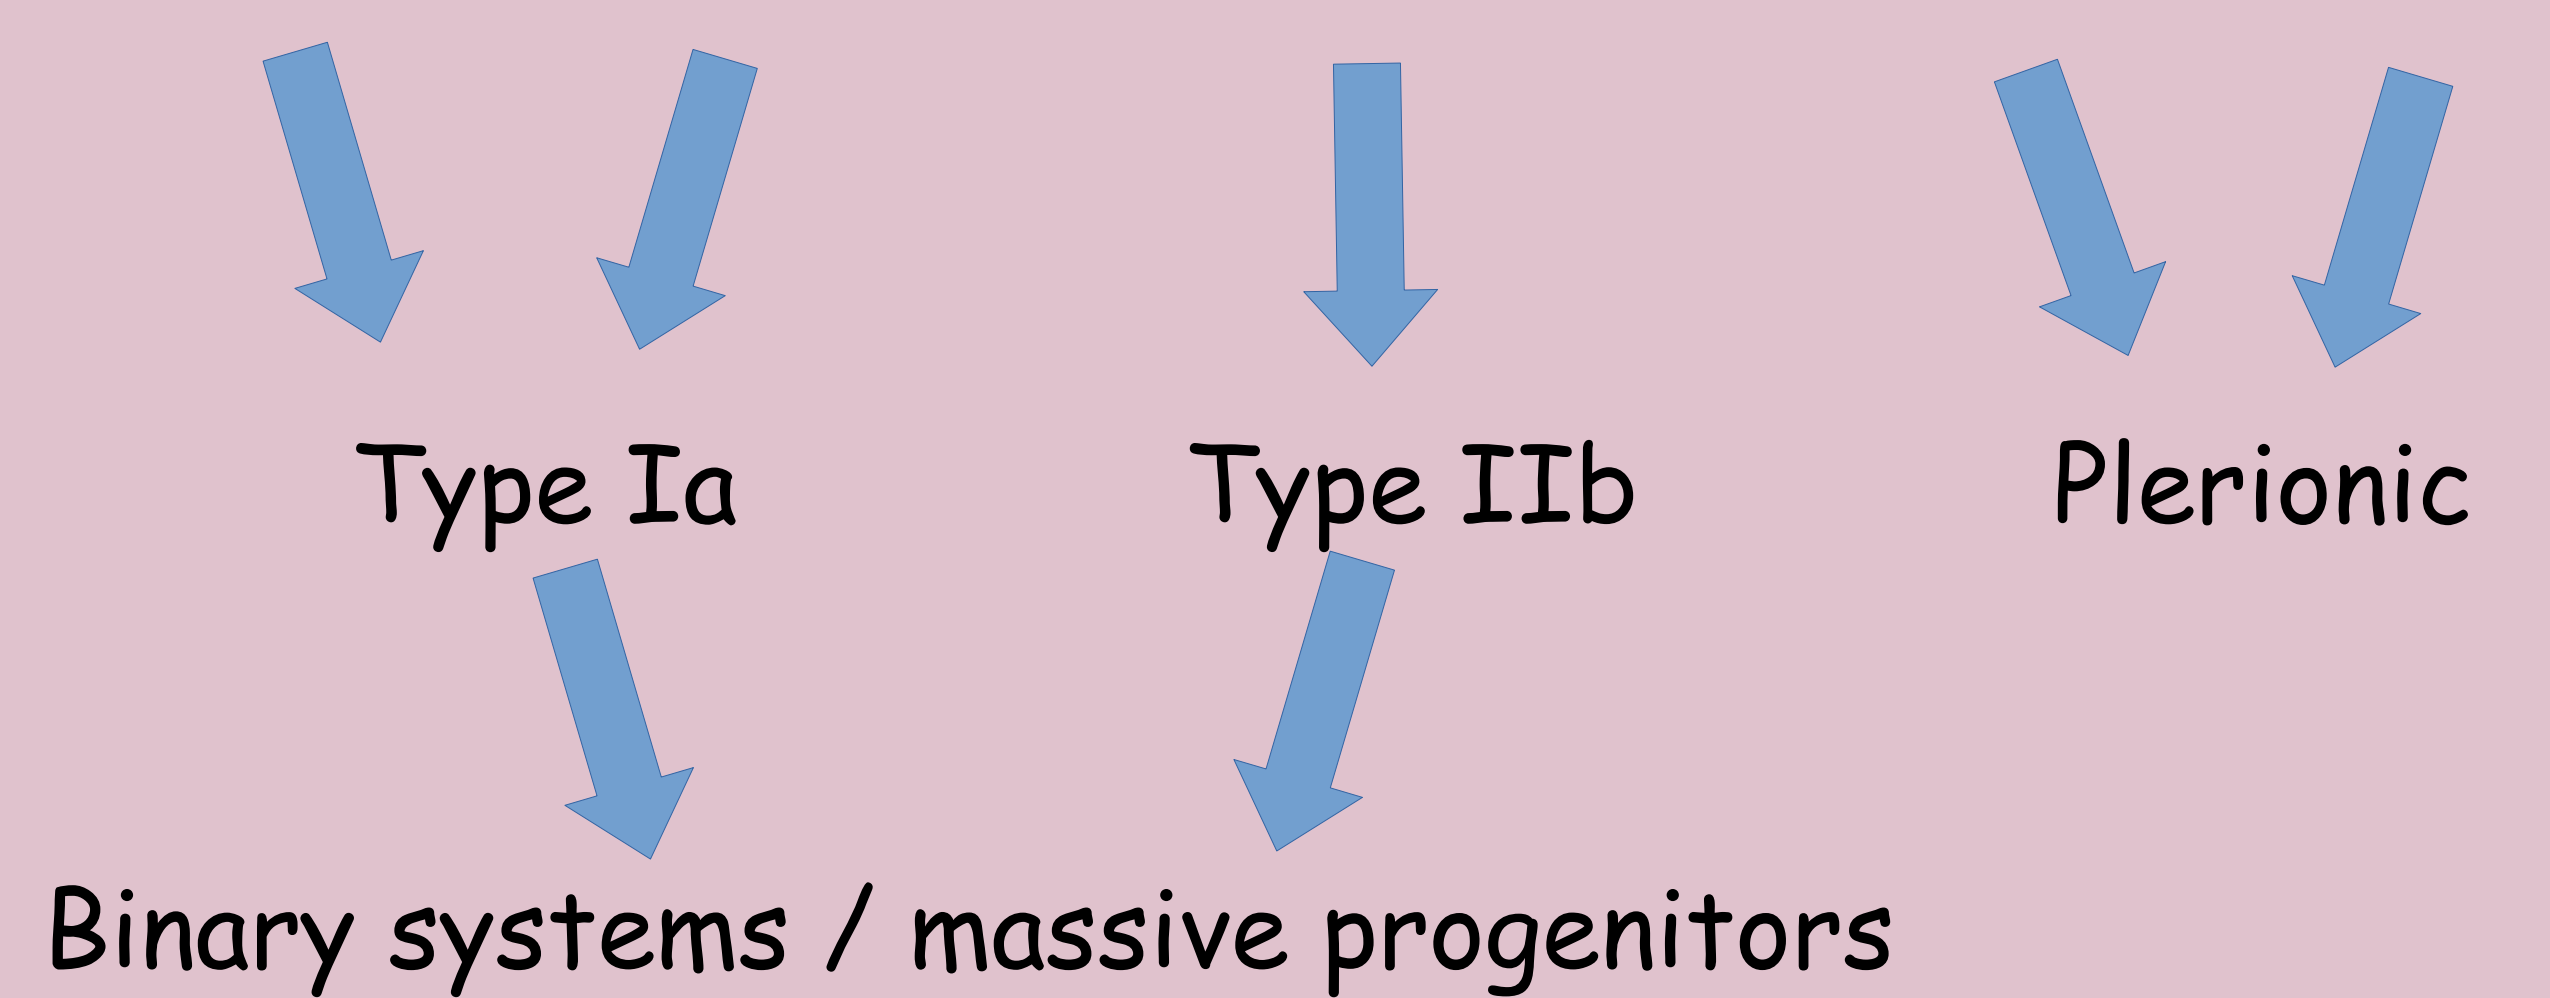 Type Ia Type IIb Plerionic
Binary systems / massive progenitors